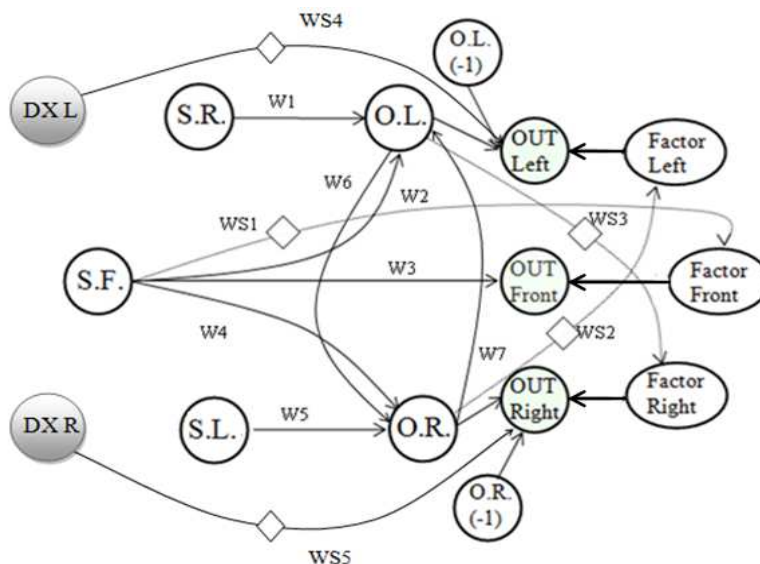 WS4
O.L.
(-1)
DX L
S.R.
W1
O.L.
OUT
Left
Factor
Left
W6
W2
WS1
WS3
S.F.
W3
OUT
Front
Factor
Front
W4
WS2
W7
OUT
Right
Factor
Right
DX R
S.L.
W5
O.R.
O.R.
(-1)
WS5